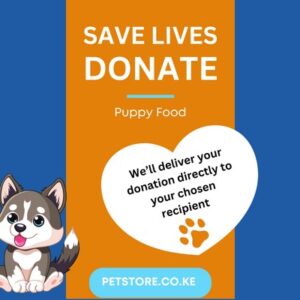 SAVE LIVES
DONATE
Puppy Food
We'll deliver your
donation directly to
your chosen
recipient
PETSTORE.CO.KE